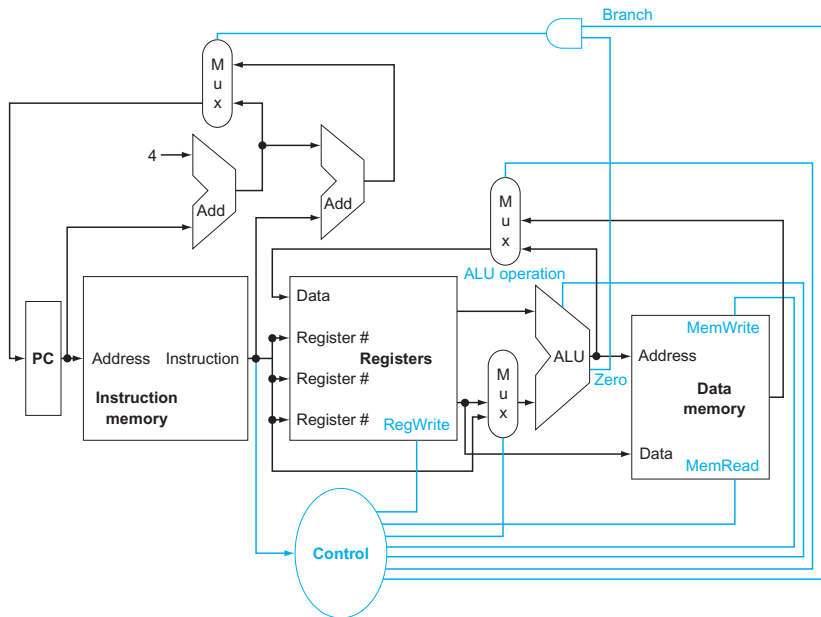 Branch
M
u
x
4
Add
Add
M
u
x
ALU operation
Data
PC
Address
Instruction
Instruction
memory
Register #
Registers
Register #
Register #
RegWrite
M
u
x
ALU
Zero
MemWrite
Address
Data
memory
Data
MemRead
Control